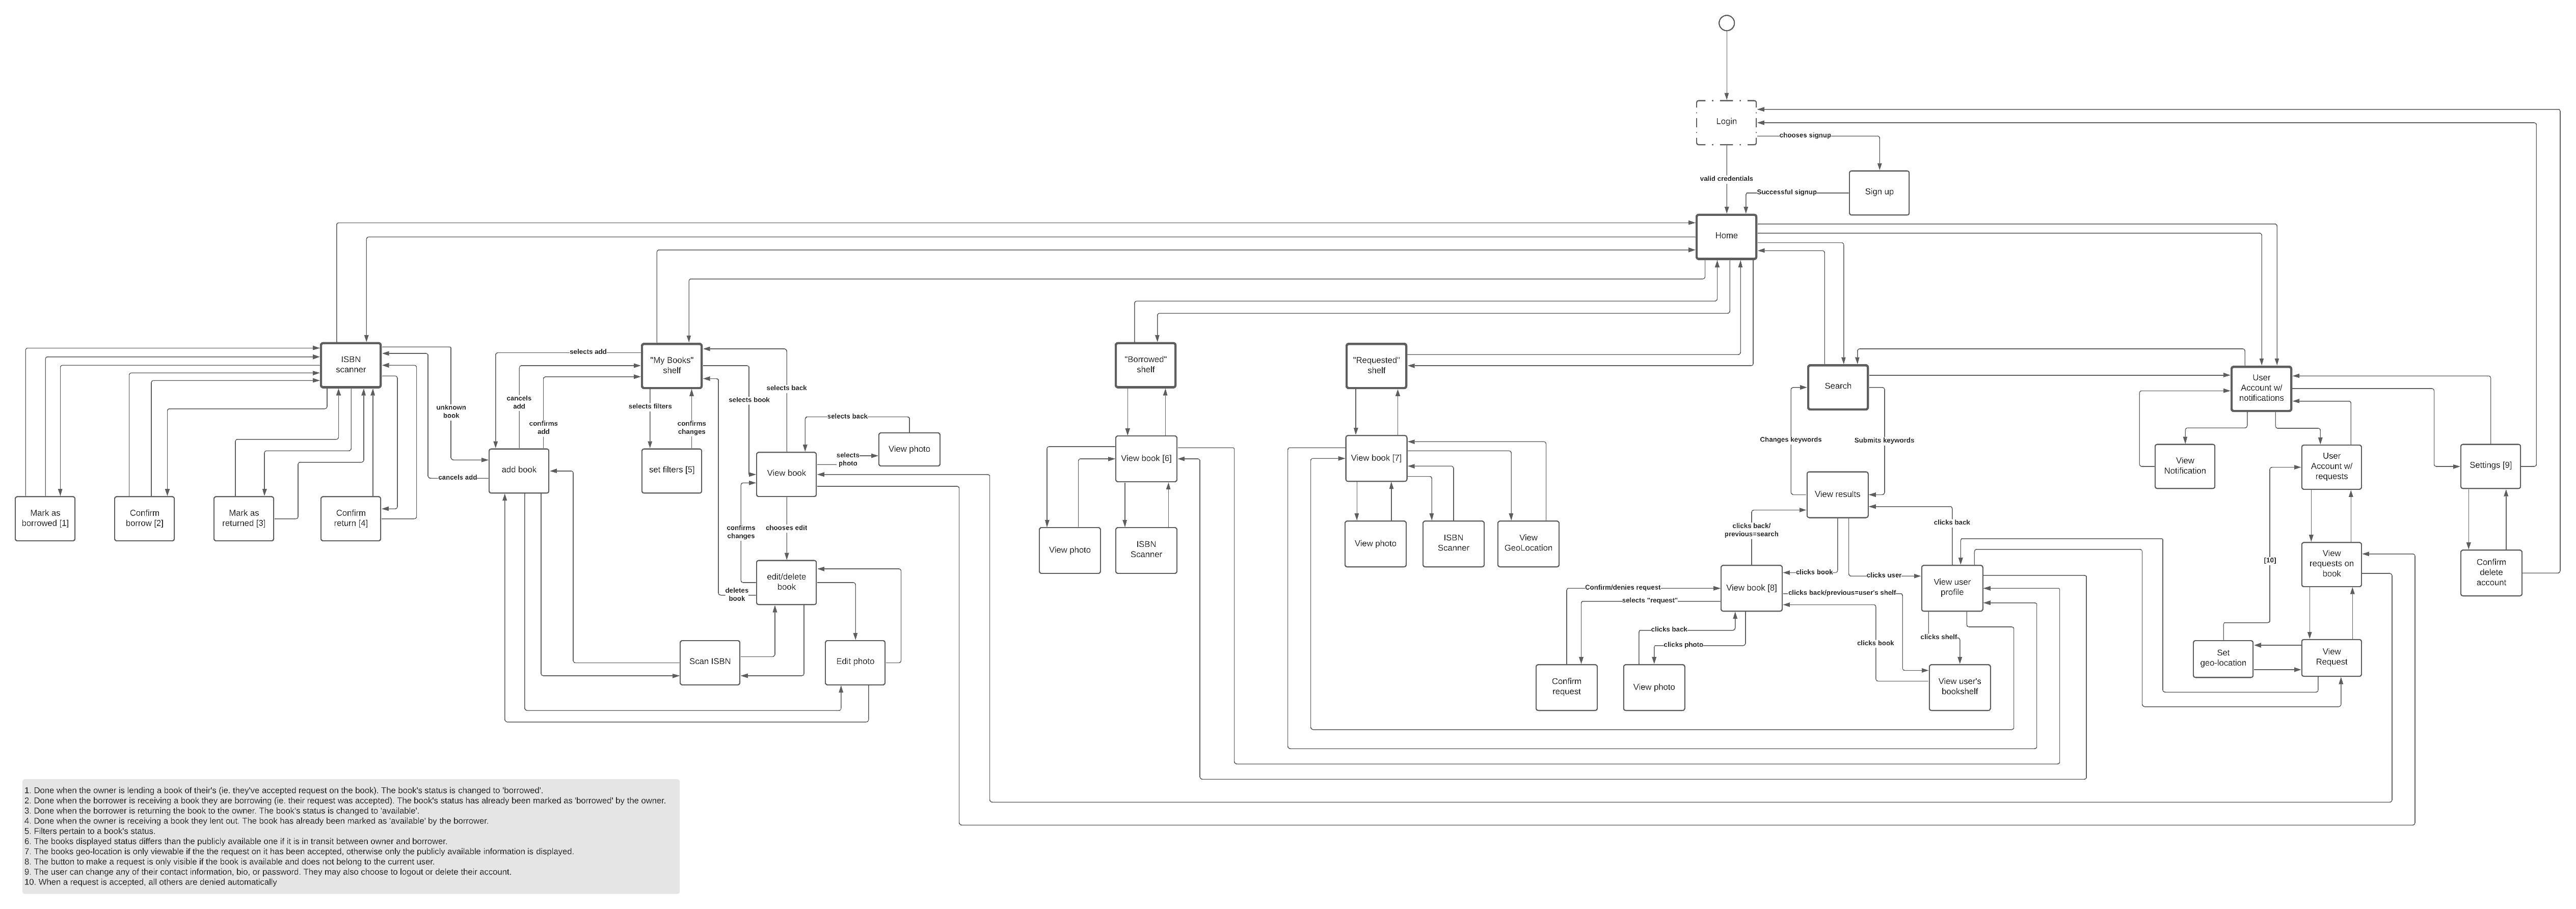 Login
chooses signup
valid credentials
Successful signup
Sign up
Home
ISBN
scanner
"My Books"
shelf
"Borrowed"
shelf
"Requested"
shelf
Search
User
Account w/
notifications
selects add
selects back
selects book
cancels
add
confirms
add
selects filters
confirms
changes
unknown
book
cancels add
add book
set filters [5]
View book
selects back
selects
photo
View photo
Mark as
borrowed [1]
Confirm
borrow [2]
Mark as
returned [3]
Confirm
return [4]
confirms
changes
chooses edit
edit/delete
book
deletes
book
Scan ISBN
Edit photo
View book [6]
View photo
ISBN
Scanner
View book [7]
View photo
ISBN
Scanner
View
GeoLocation
Changes keywords
Submits keywords
View results
clicks back/
previous=search
clicks back
clicks book
clicks user
View book [8]
View user
profile
Confirm/denies request
selects "request"
clicks back/previous=user's shelf
clicks back
clicks photo
clicks book
clicks shelf
Confirm
request
View photo
View user's
bookshelf
View
Notification
User
Account w/
requests
Settings [9]
[10]
View
requests on
book
Confirm
delete
account
Set
geo-location
View
Request
1. Done when the owner is lending a book of their's (ie. they've accepted request on the book). The book's status is changed to 'borrowed'.
2. Done when the borrower is receiving a book they are borrowing (ie. their request was accepted). The book's status has already been marked as 'borrowed' by the owner.
3. Done when the borrower is returning the book to the owner. The book's status is changed to 'available'.
4. Done when the owner is receiving a book they lent out. The book has already been marked as 'available' by the borrower.
5. Filters pertain to a book's status.
6. The books displayed status differs than the publicly available one if it is in transit between owner and borrower.
7. The books geo-location is only viewable if the the request on it has been accepted, otherwise only the publicly available information is displayed.
8. The button to make a request is only visible if the book is available and does not belong to the current user.
9. The user can change any of their contact information, bio, or password. They may also choose to logout or delete their account.
10. When a request is accepted, all others are denied automatically